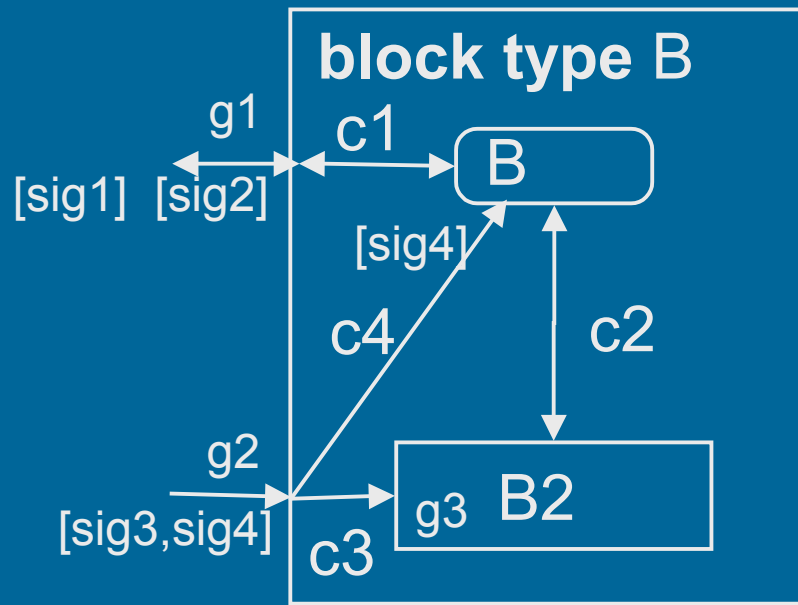 block type B
g1
c1
[sig1] [sig2]
B
[sig4]
c4
c2
g2
[sig3,sig4]
c3
g3 B2